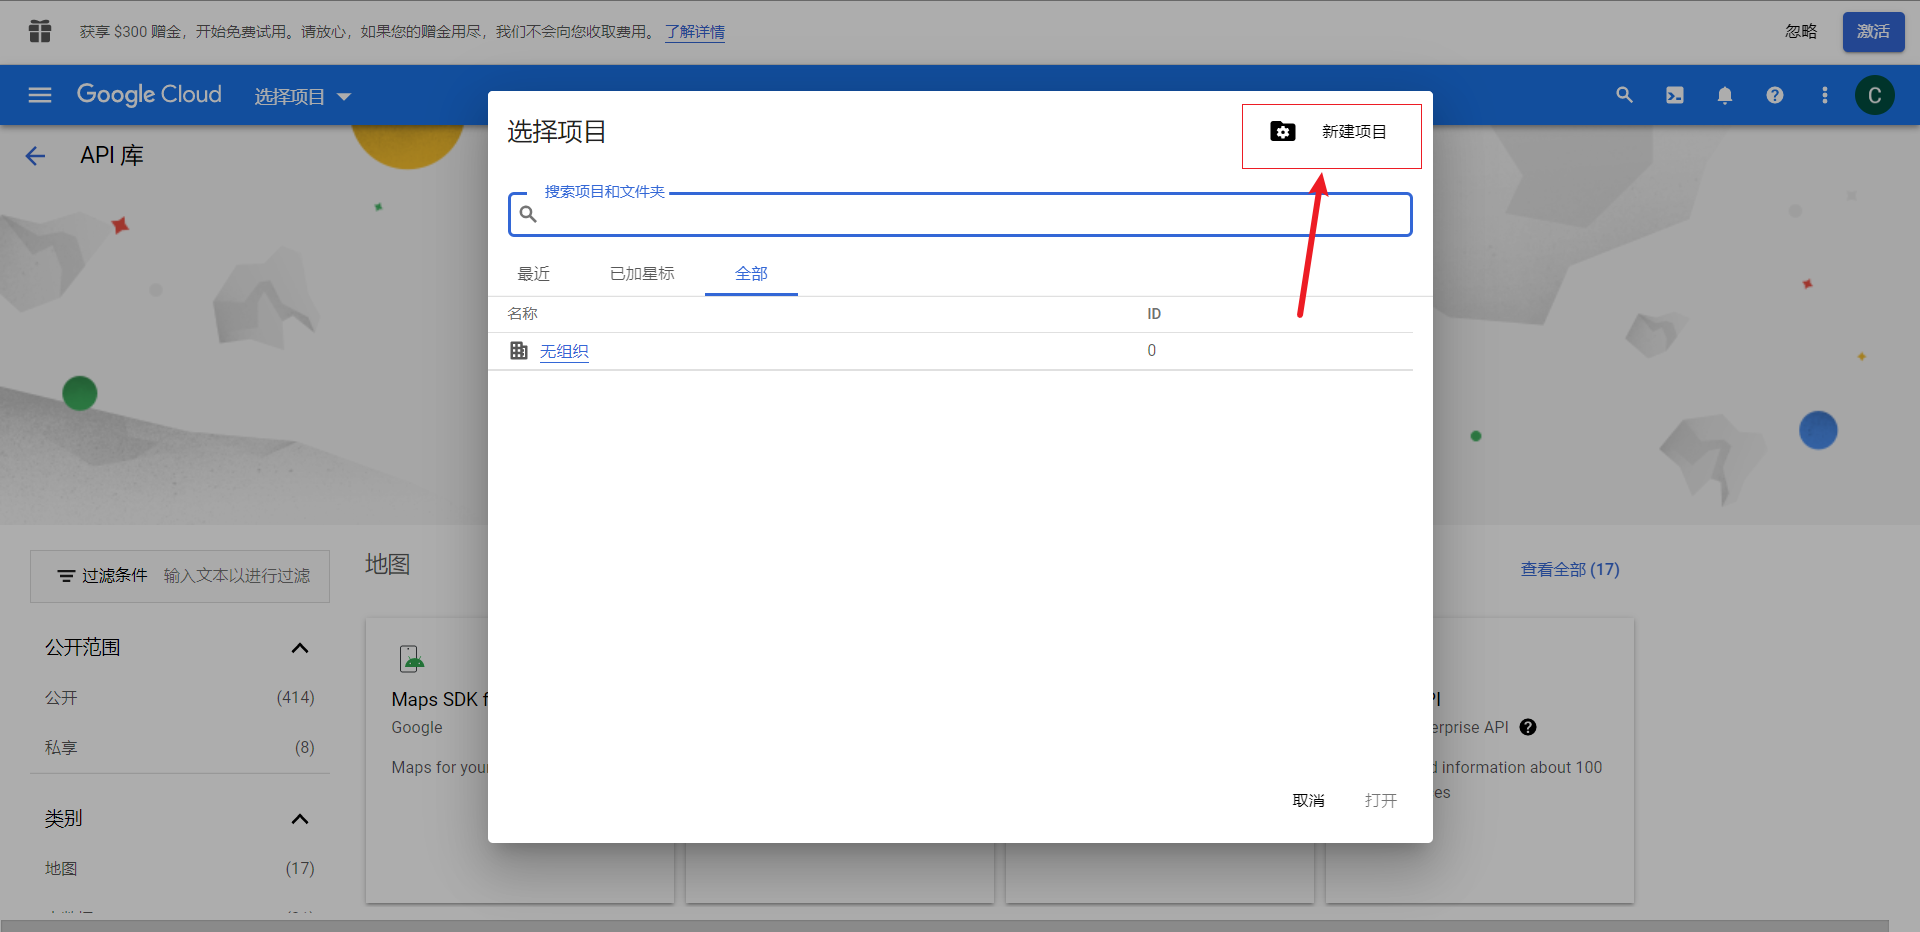 获享 $300 赠金，开始免费试用。请放心，如果您的赠金用尽，我们不会向您收取费用。 了解详情
忽略
激活
Google Cloud
选择项目
C
API 库
选择项目
新建项目
搜索项目和文件夹
最近
已加星标
全部
名称
ID
无组织
0
取消
打开
过滤条件
输入文本以进行过滤
公开范围
公开
(414)
私享
(8)
类别
地图
(17)
地图
查看全部 (17)
Maps SDK f
Google
Maps for your
erprise API
information about 100
es